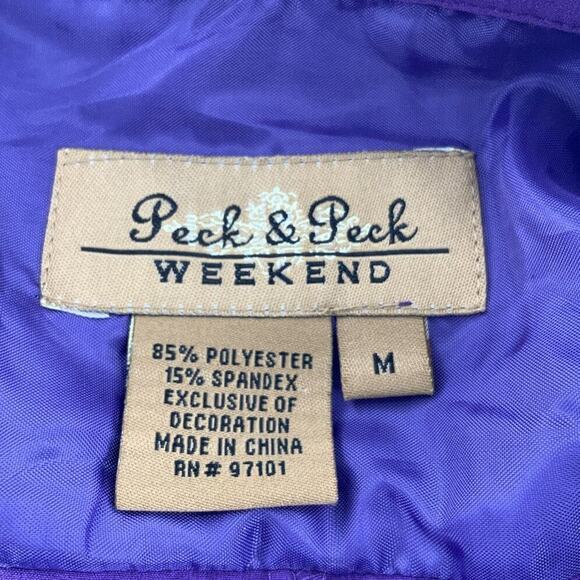 Peck & Peck
WEEKEND
85% POLYESTER
15% SPANDEX
EXCLUSIVE OF
DECORATION
MADE IN CHINA
RN# 97101
M